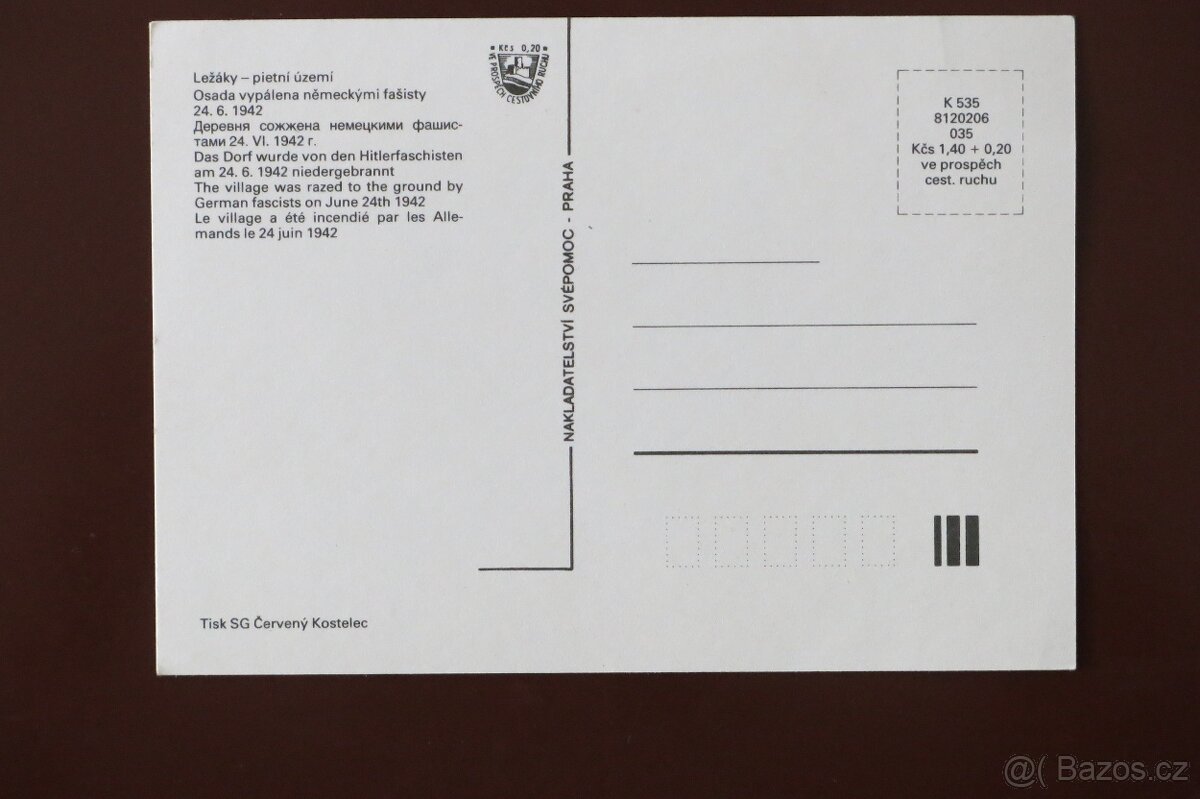 Ležáky – pietní území
Osada vypálena německými fašisty
24. 6. 1942
Деревня сожжена немецкими фашис-
тами 24. VI. 1942 г.
Das Dorf wurde von den Hitlerfaschisten
am 24. 6. 1942 niedergebrannt
The village was razed to the ground by
German fascists on June 24th 1942
Le village a été incendié par les Alle-
mands le 24 juin 1942
Tisk SG Červený Kostelec
Kčs 0,20
VE PROSPĚCH CESTOVNÍHO RUCHU
NAKLADATELSTVÍ SVÉPOMOC - PRAHA
K 535
8120206
035
Kčs 1,40 + 0,20
ve prospěch
cest. ruchu
@( Bazos.cz